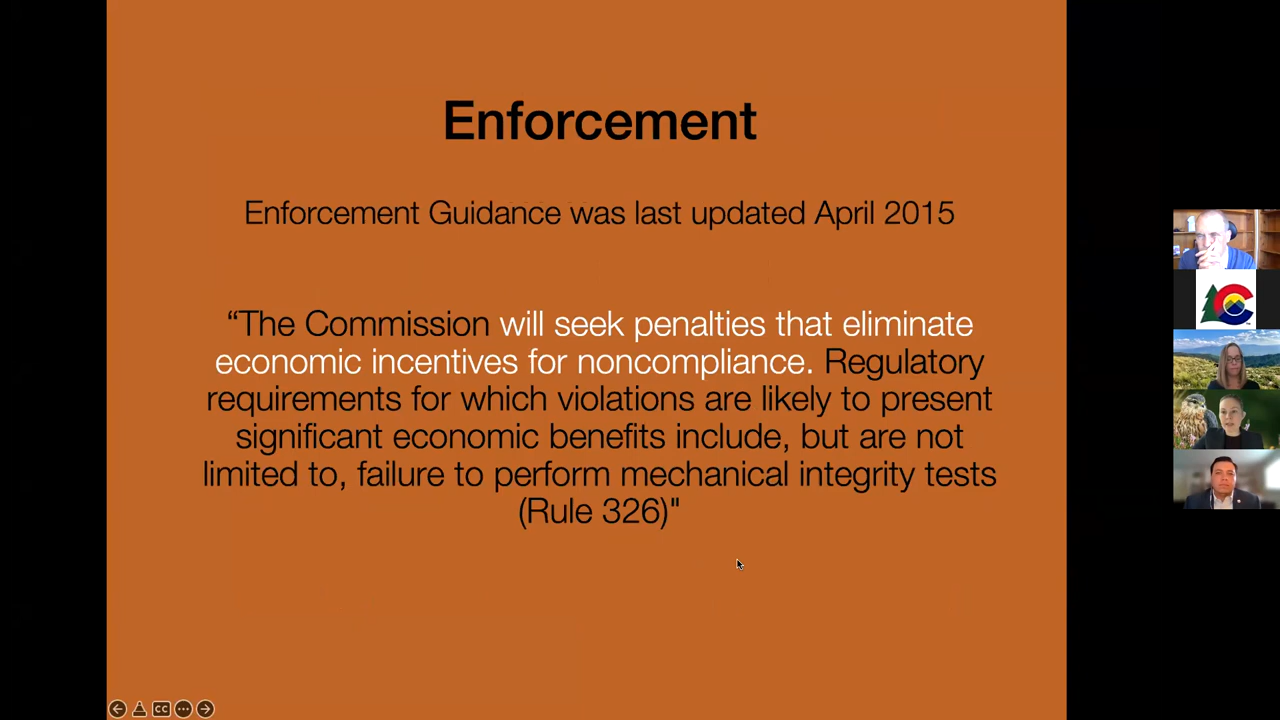 Enforcement
Enforcement Guidance was last updated April 2015
“The Commission will seek penalties that eliminate
economic incentives for noncompliance. Regulatory
requirements for which violations are likely to present
significant economic benefits include, but are not
limited to, failure to perform mechanical integrity tests
(Rule 326)"
CC